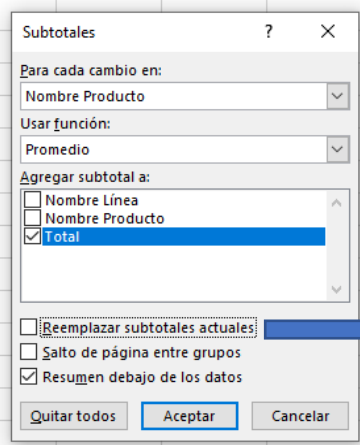 Subtotales
Para cada cambio en:
Nombre Producto
Usar función:
Promedio
Agregar subtotal a:
Nombre Línea
Nombre Producto
Total
Reemplazar subtotales actuales
Salto de página entre grupos
Resumen debajo de los datos
Quitar todos Aceptar Cancelar